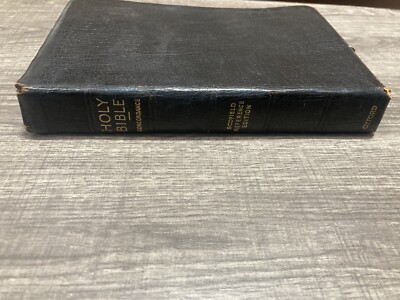 HOLY
BIBLE
CONCORDANCE
SCOFIELD
REFERENCE
EDITION
OXFORD